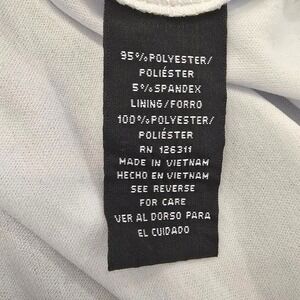 95%POLYESTER/
POLIÉSTER
5%SPANDEX
LINING/FORRO
100%POLYESTER/
POLIÉSTER
RN 126311
MADE IN VIETNAM
HECHO EN VIETNAM
SEE REVERSE
FOR CARE
VER AL DORSO PARA
EL CUIDADO